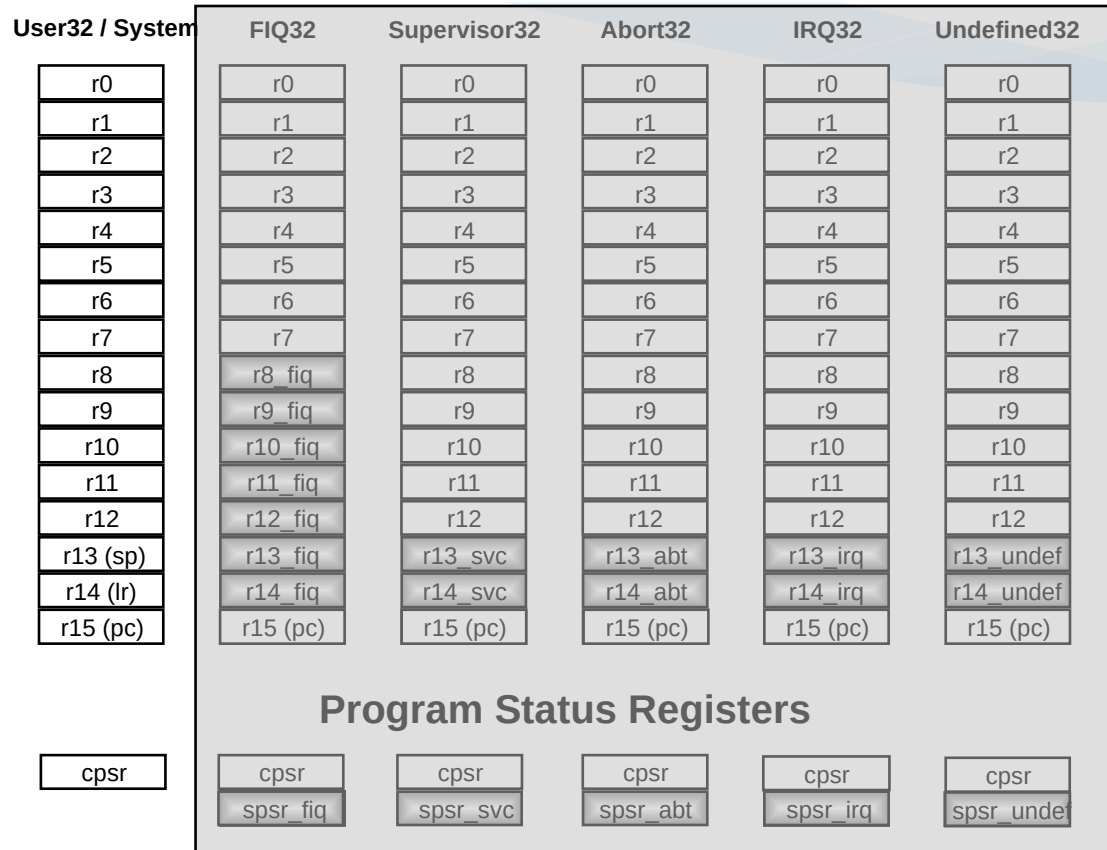 User32 / System FIQ32 Supervisor32 Abort32 IRQ32 Undefined32
r0 r0 r0 r0 r0 r0
r1 r1 r1 r1 r1 r1
r2 r2 r2 r2 r2 r2
r3 r3 r3 r3 r3 r3
r4 r4 r4 r4 r4 r4
r5 r5 r5 r5 r5 r5
r6 r6 r6 r6 r6 r6
r7 r7 r7 r7 r7 r7
r8 r8_fiq r8 r8 r8 r8
r9 r9_fiq r9 r9 r9 r9
r10 r10_fiq r10 r10 r10 r10
r11 r11_fiq r11 r11 r11 r11
r12 r12_fiq r12 r12 r12 r12
r13 (sp) r13_fiq r13_svc r13_abt r13_irq r13_undef
r14 (lr) r14_fiq r14_svc r14_abt r14_irq r14_undef
r15 (pc) r15 (pc) r15 (pc) r15 (pc) r15 (pc) r15 (pc)
Program Status Registers
cpsr cpsr cpsr cpsr cpsr cpsr
spsr_fiq spsr_svc spsr_abt spsr_irq spsr_undef